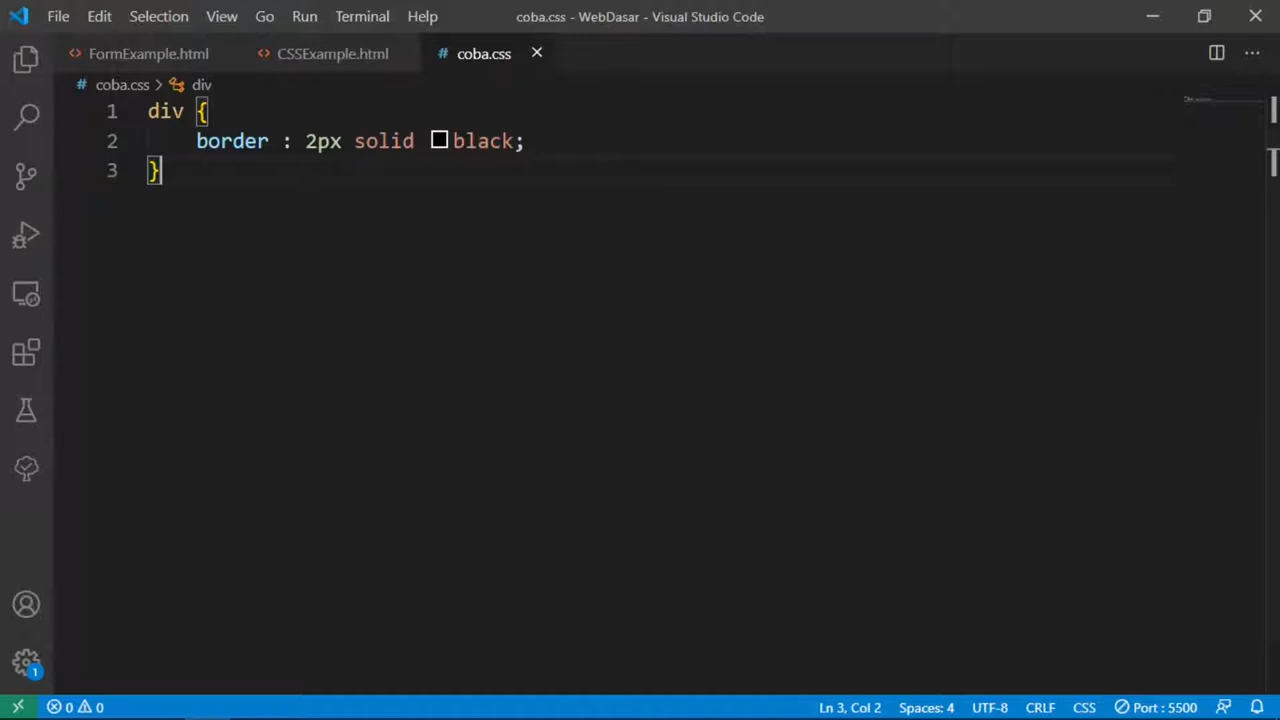 File Edit Selection View Go Run Terminal Help coba.css - WebDasar - Visual Studio Code
FormExample.html CSSExample.html # coba.css
# coba.css > div
1 div {
2 border : 2px solid black;
3 }
1
0 0 Ln 3, Col 2 Spaces: 4 UTF-8 CRLF CSS Port : 5500